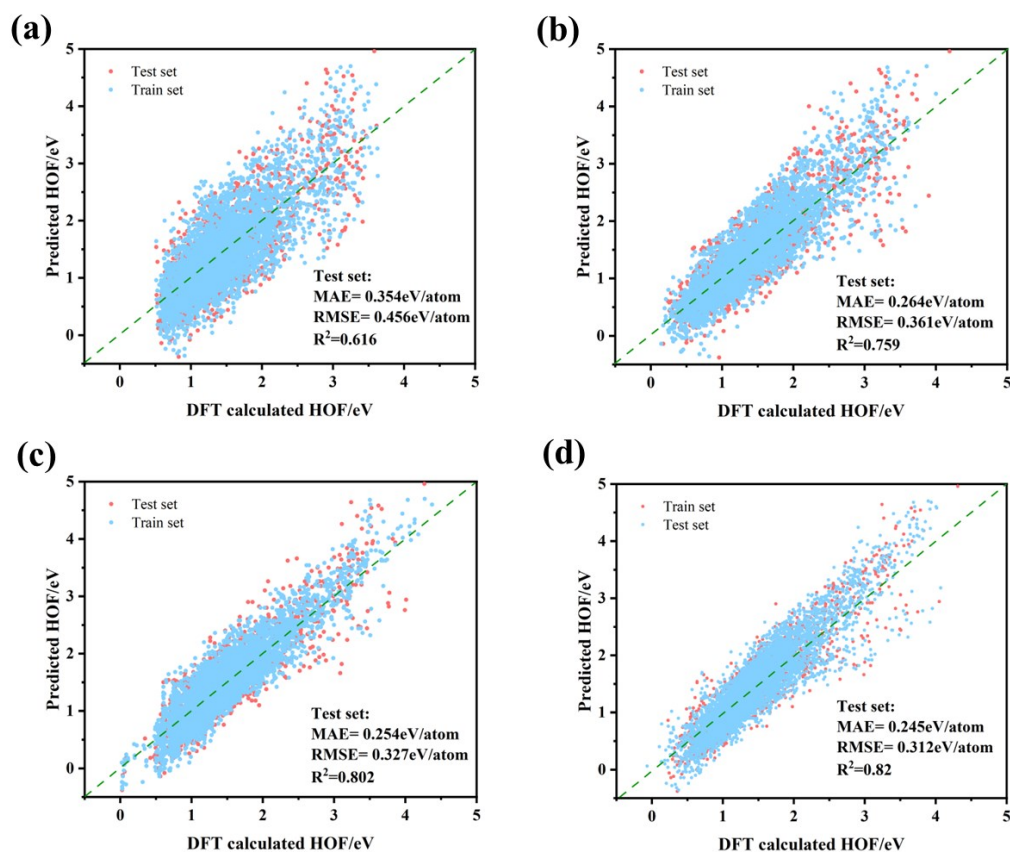 (a)
5
4
3
2
1
0
Predicted HOF/eV
Test set
Train set
Test set:
MAE= 0.354eV/atom
RMSE= 0.456eV/atom
R²=0.616
0 1 2 3 4 5
DFT calculated HOF/eV
(b)
5
4
3
2
1
0
Predicted HOF/eV
Test set
Train set
Test set:
MAE= 0.264eV/atom
RMSE= 0.361eV/atom
R²=0.759
0 1 2 3 4 5
DFT calculated HOF/eV
(c)
5
4
3
2
1
0
Predicted HOF/eV
Test set
Train set
Test set:
MAE= 0.254eV/atom
RMSE= 0.327eV/atom
R²=0.802
0 1 2 3 4 5
DFT calculated HOF/eV
(d)
5
4
3
2
1
0
Predicted HOF/eV
Train set
Test set
Test set:
MAE= 0.245eV/atom
RMSE= 0.312eV/atom
R²=0.82
0 1 2 3 4 5
DFT calculated HOF/eV